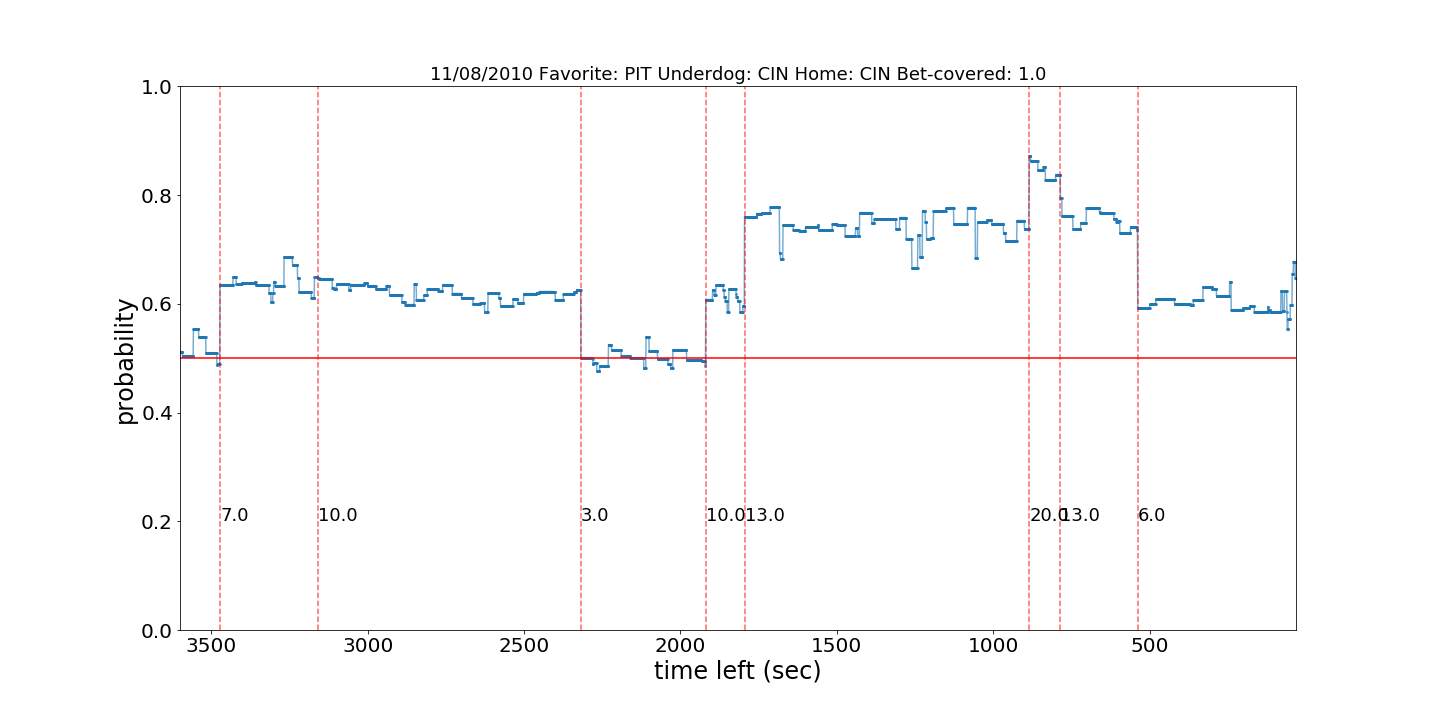 11/08/2010 Favorite: PIT Underdog: CIN Home: CIN Bet-covered: 1.0
1.0
0.8
0.6
0.4
0.2
0.0
probability
7.0 10.0 3.0 10.0 13.0 20.0 13.0 6.0
3500 3000 2500 2000 1500 1000 500
time left (sec)